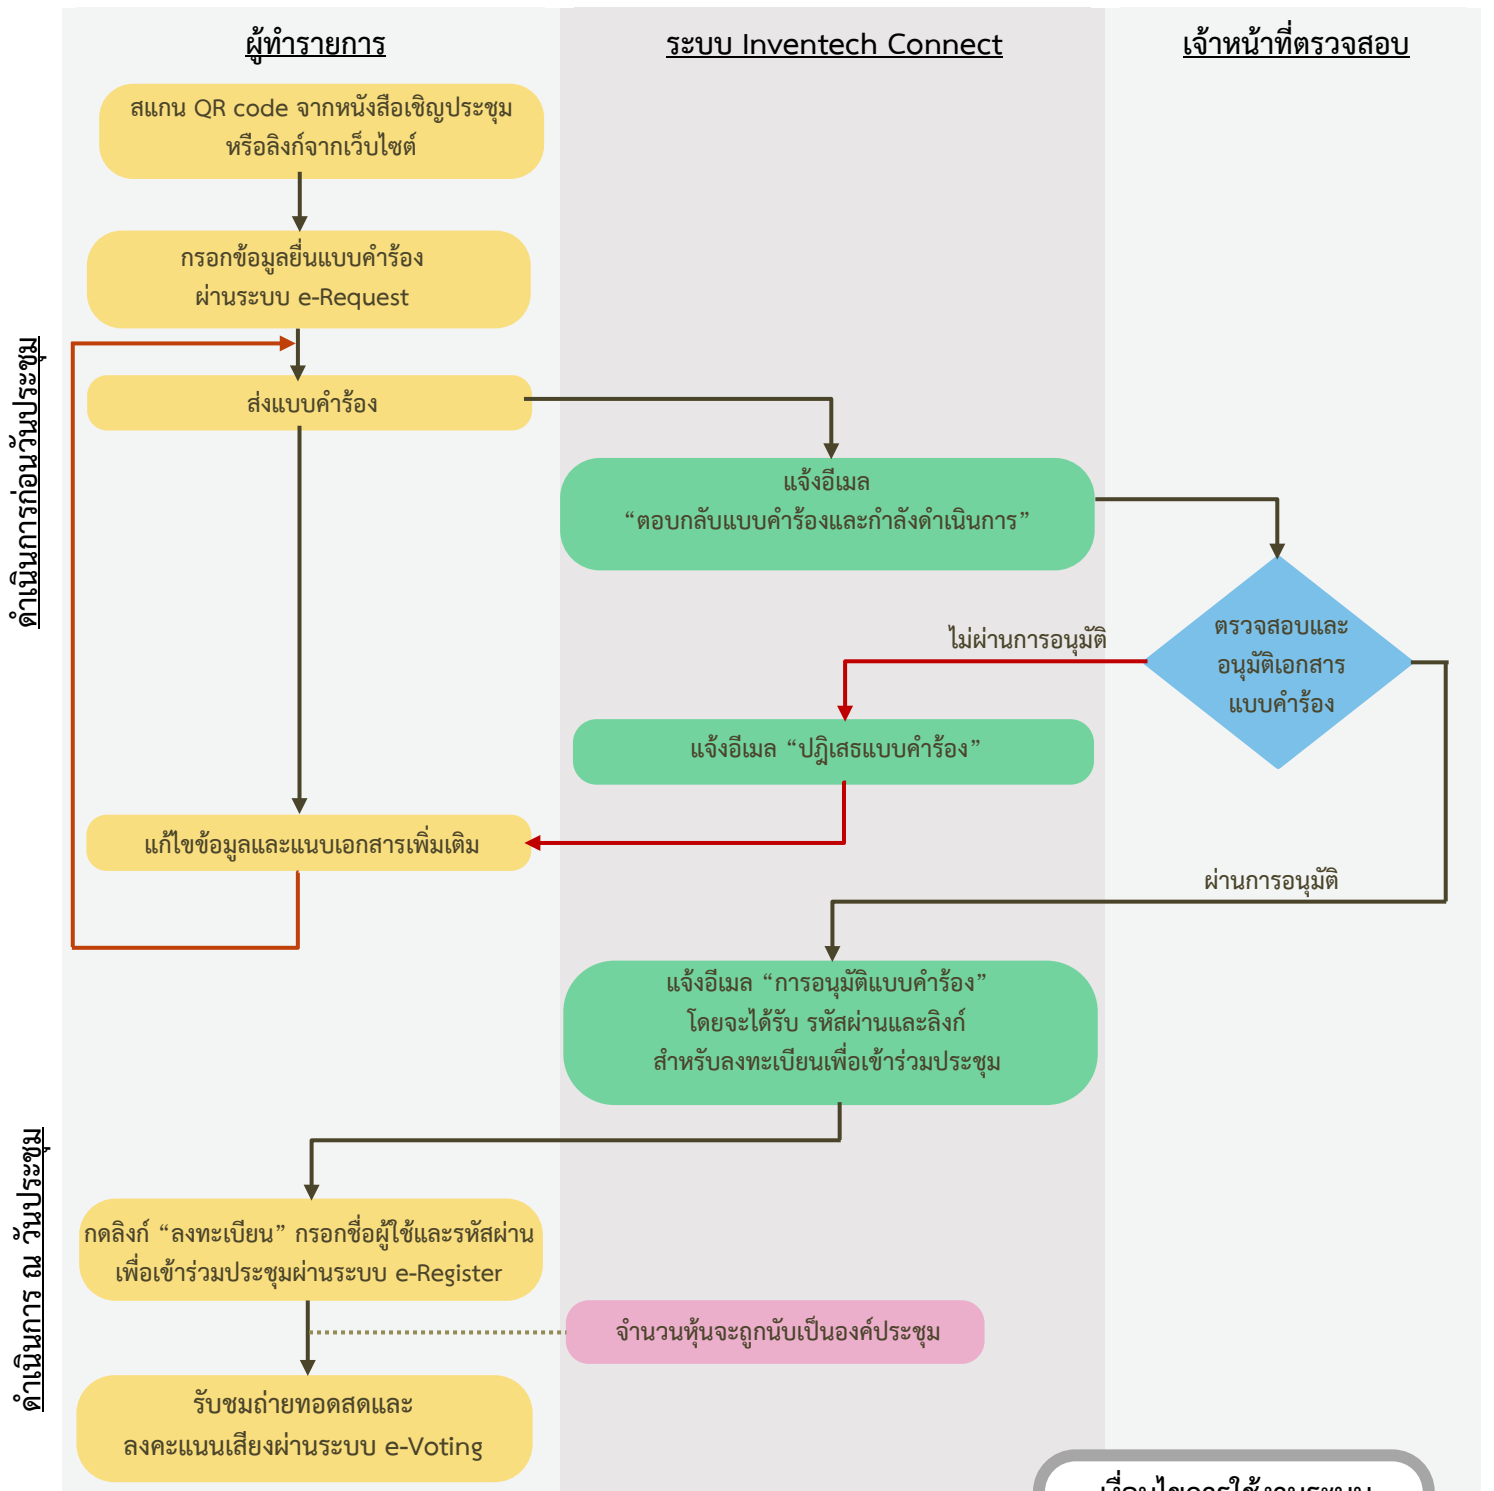 ผู้ทำรายการ
ระบบ Inventech Connect
เจ้าหน้าที่ตรวจสอบ
ดำเนินการก่อนวันประชุม
สแกน QR code จากหนังสือเชิญประชุม
หรือลิงก์จากเว็บไซต์
กรอกข้อมูลยื่นแบบคำร้อง
ผ่านระบบ e-Request
ส่งแบบคำร้อง
แจ้งอีเมล
“ตอบกลับแบบคำร้องและกำลังดำเนินการ”
ตรวจสอบและ
อนุมัติเอกสาร
แบบคำร้อง
ไม่ผ่านการอนุมัติ
แจ้งอีเมล “ปฎิเสธแบบคำร้อง”
แก้ไขข้อมูลและแนบเอกสารเพิ่มเติม
ผ่านการอนุมัติ
แจ้งอีเมล “การอนุมัติแบบคำร้อง”
โดยจะได้รับ รหัสผ่านและลิงก์
สำหรับลงทะเบียนเพื่อเข้าร่วมประชุม
ดำเนินการ ณ วันประชุม
กดลิงก์ “ลงทะเบียน” กรอกชื่อผู้ใช้และรหัสผ่าน
เพื่อเข้าร่วมประชุมผ่านระบบ e-Register
จำนวนหุ้นจะถูกนับเป็นองค์ประชุม
รับชมถ่ายทอดสดและ
ลงคะแนนเสียงผ่านระบบ e-Voting
เงื่อนไขการใช้งานระบบ